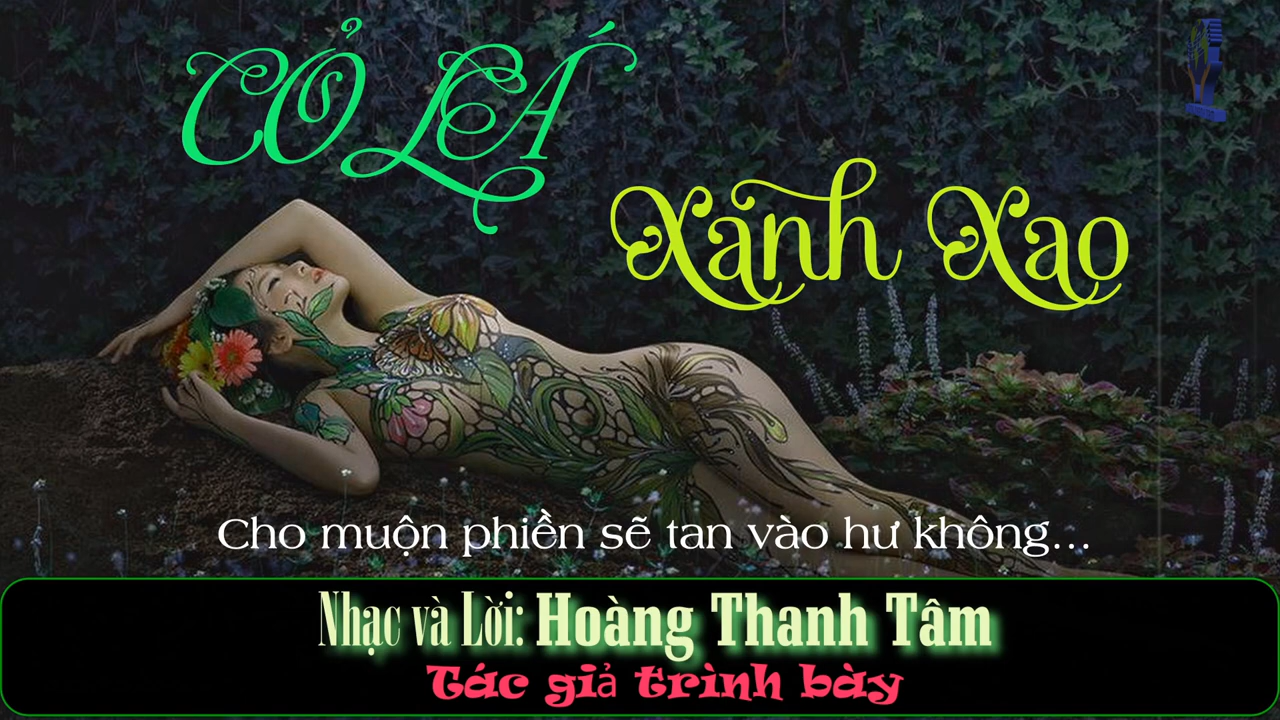 CỎ LÁ
Xanh Xao
Cho muộn phiền sẽ tan vào hư không...
Nhạc và Lời: Hoàng Thanh Tâm
Tác giả trình bày